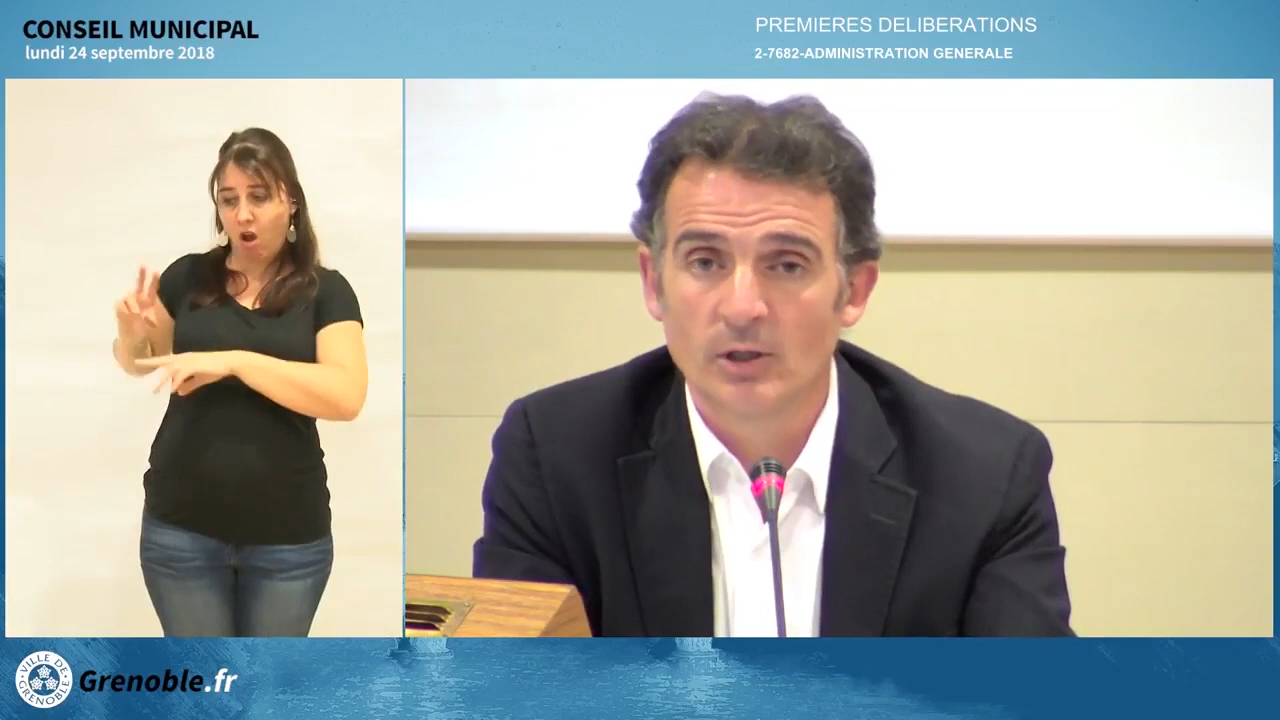 CONSEIL MUNICIPAL
lundi 24 septembre 2018
PREMIERES DELIBERATIONS
2-7682-ADMINISTRATION GENERALE
VILLE DE
GRENOBLE
Grenoble.fr